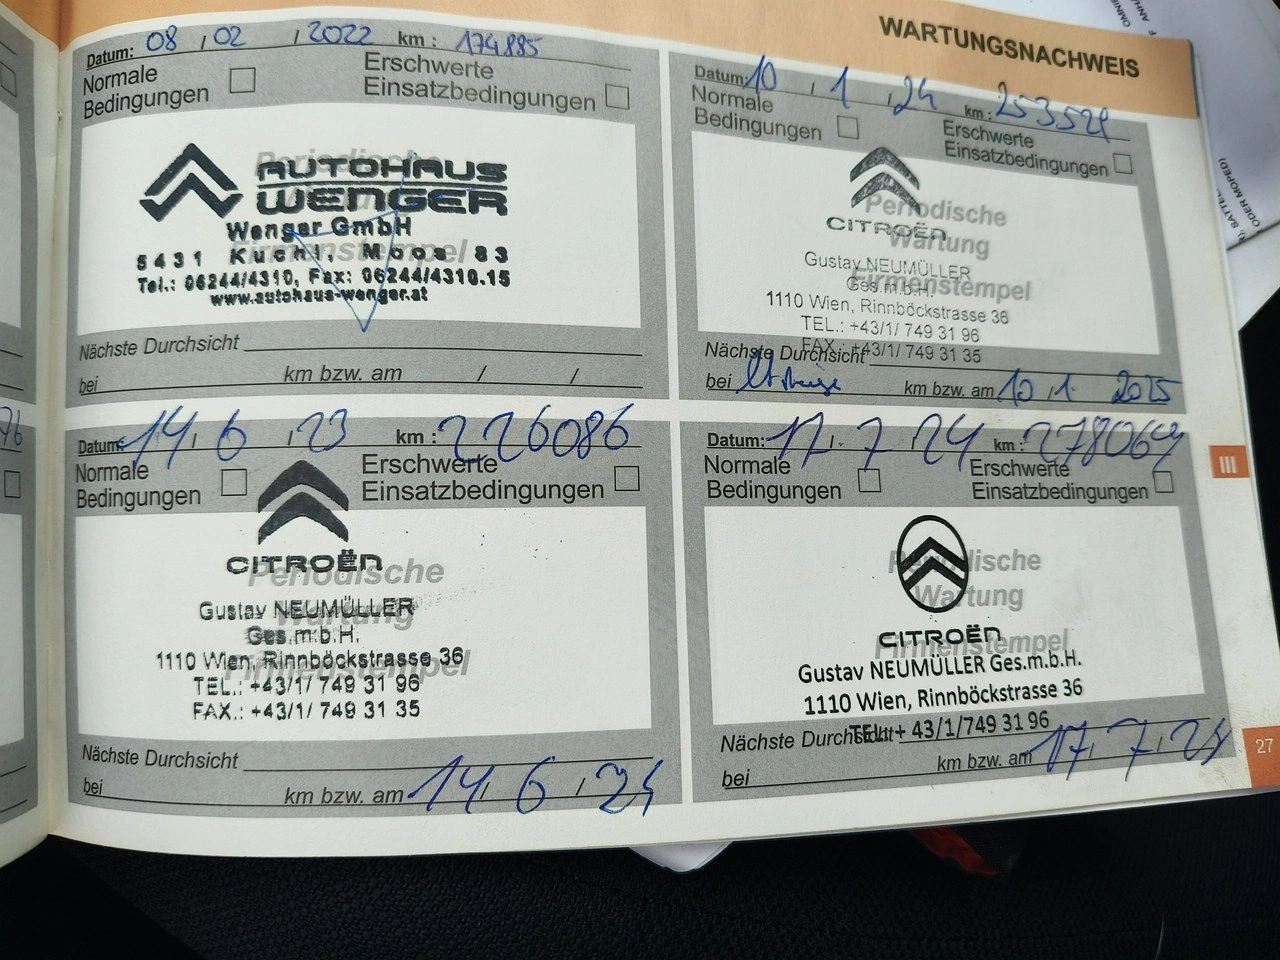 WARTUNGSNACHWEIS
Datum: 08 / 02 / 2022 km : 174885
Normale Bedingungen
Erschwerte Einsatzbedingungen
Periodische
AUTOHAUS
WENGER
Wenger GmbH
Firmenstempel
5431 Kuchl, Moos 83
Tel.: 06244/4310, Fax: 06244/4310.15
www.autohaus-wenger.at
Nächste Durchsicht
bei km bzw. am / /
Datum: 10 / 1 / 24 km : 253529
Normale Bedingungen
Erschwerte Einsatzbedingungen
Periodische
CITROËN
Wartung
Gustav NEUMÜLLER
Ges.m.b.H.
Firmenstempel
1110 Wien, Rinnböckstrasse 36
TEL.: +43/1/ 749 31 96
FAX.: +43/1/ 749 31 35
Nächste Durchsicht
bei km bzw. am 10 / 1 2025
Datum: 14 / 6 / 23 km : 226086
Normale Bedingungen
Erschwerte Einsatzbedingungen
CITROËN
Periodische
Gustav NEUMÜLLER
Wartung
Ges.m.b.H.
1110 Wien, Rinnböckstrasse 36
Firmenstempel
TEL.: +43/1/ 749 31 96
FAX.: +43/1/ 749 31 35
Nächste Durchsicht
bei km bzw. am 14 / 6 / 24
Datum: 17 / 7 24 km : 278064
Normale Bedingungen
Erschwerte Einsatzbedingungen
Periodische
Wartung
CITROËN
Firmenstempel
Gustav NEUMÜLLER Ges.m.b.H.
1110 Wien, Rinnböckstrasse 36
TEL.: + 43/1/749 31 96
Nächste Durchsicht
bei km bzw. am 17 / 7 / 24
III
27
76
ODER MOPED)